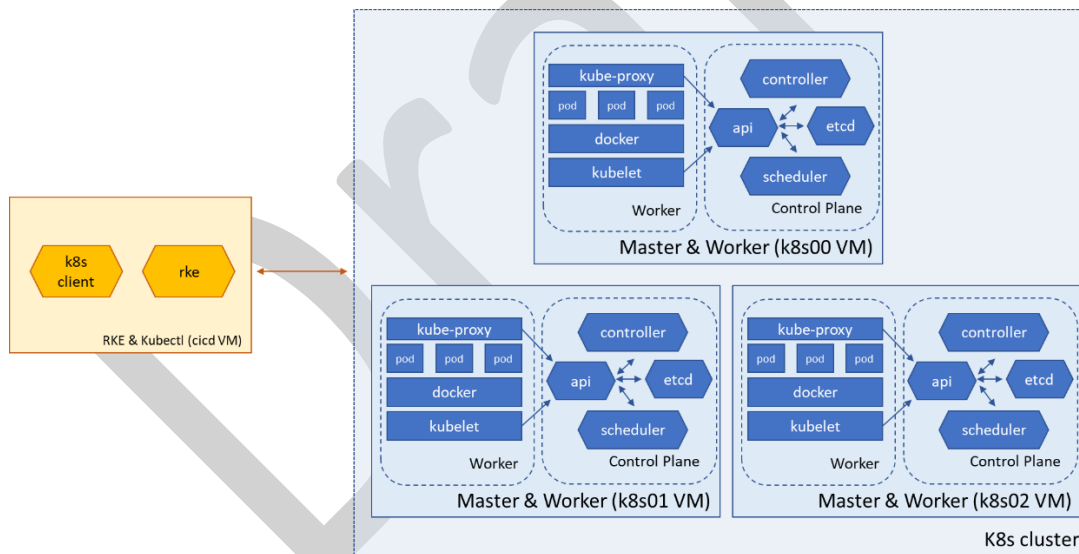 kube-proxy
pod pod pod
docker
kubelet
Worker
controller
api
etcd
scheduler
Control Plane
Master & Worker (k8s00 VM)
k8s
client
rke
RKE & Kubectl (cicd VM)
kube-proxy
pod pod pod
docker
kubelet
Worker
controller
api
etcd
scheduler
Control Plane
Master & Worker (k8s01 VM)
kube-proxy
pod pod pod
docker
kubelet
Worker
controller
api
etcd
scheduler
Control Plane
Master & Worker (k8s02 VM)
K8s cluster